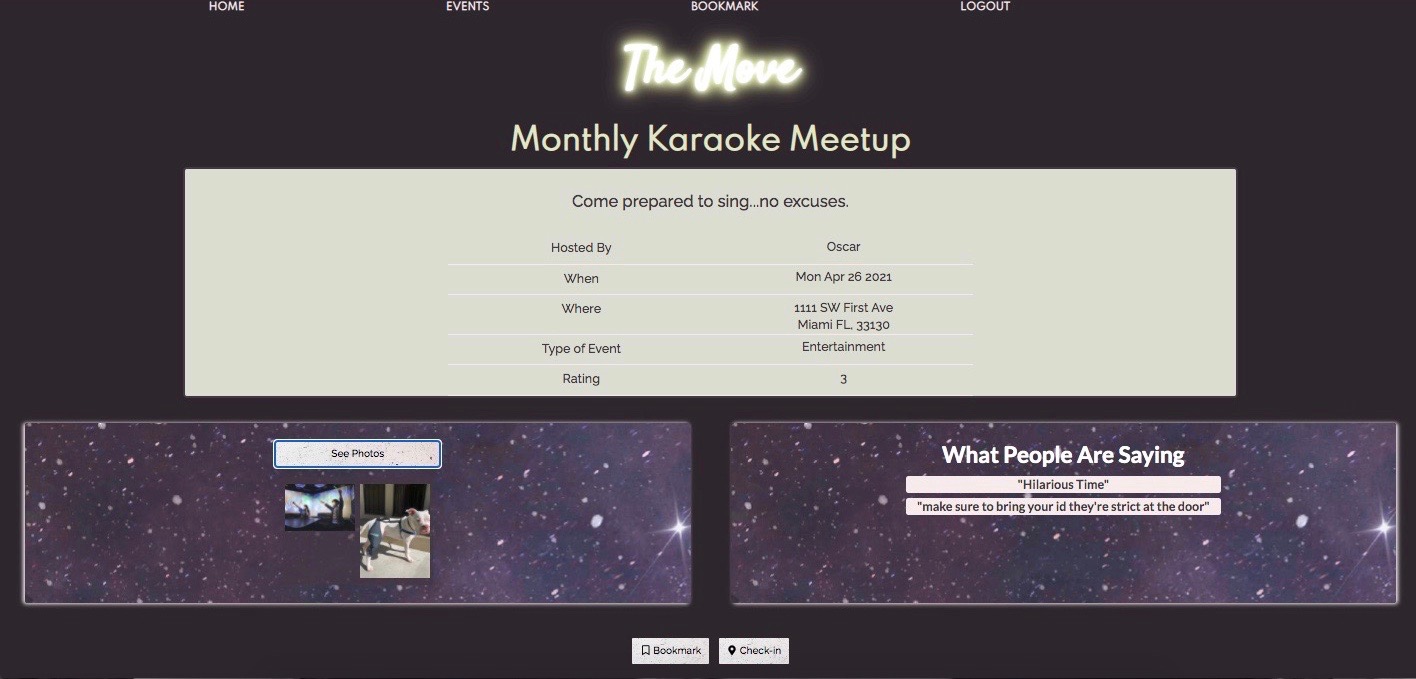 HOME EVENTS BOOKMARK LOGOUT
The Move
Monthly Karaoke Meetup
Come prepared to sing...no excuses.
Hosted By Oscar
When Mon Apr 26 2021
Where 1111 SW First Ave
Miami FL, 33130
Type of Event Entertainment
Rating 3
See Photos
What People Are Saying
"Hilarious Time"
"make sure to bring your id they're strict at the door"
Bookmark Check-in